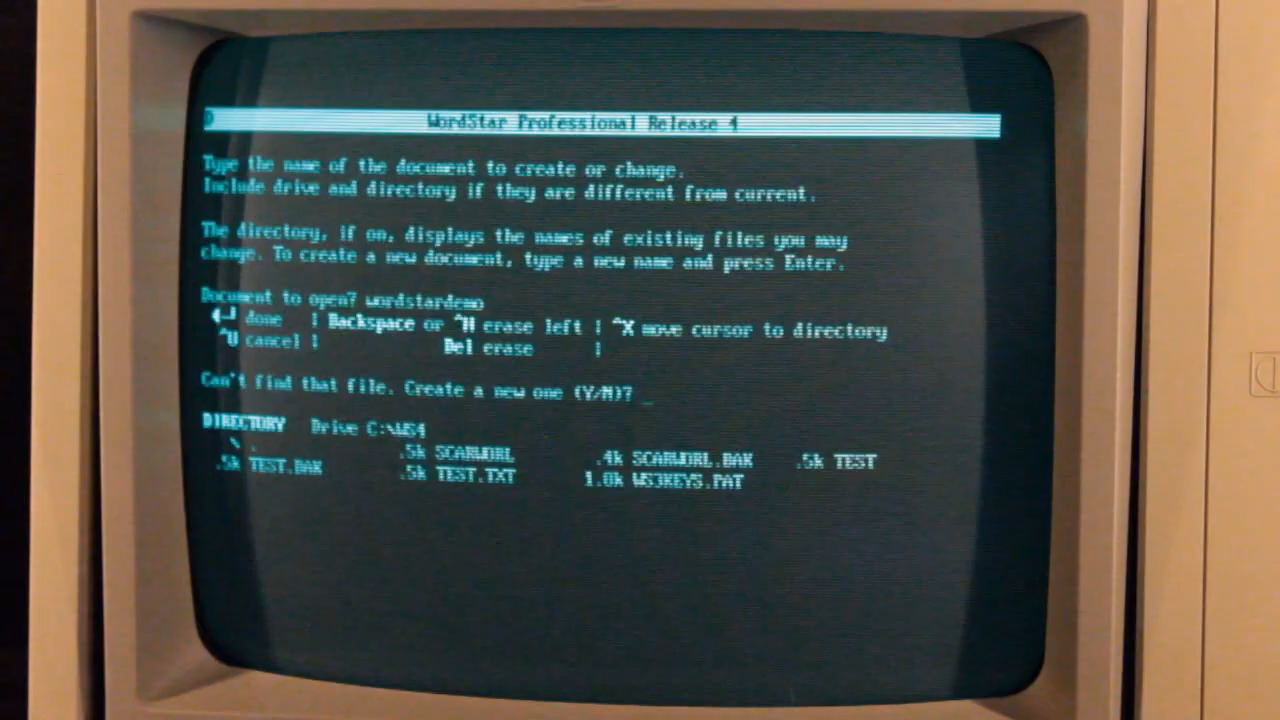 D WordStar Professional Release 4
Type the name of the document to create or change.
Include drive and directory if they are different from current.
The directory, if on, displays the names of existing files you may
change. To create a new document, type a new name and press Enter.
Document to open? wordstardemo
◄┘ done | Backspace or ^H erase left | ^X move cursor to directory
^U cancel | Del erase |
Can't find that file. Create a new one (Y/N)? _
DIRECTORY Drive C:\WS4
\ . .5k SCARWORL .4k SCARWORL.BAK .5k TEST
.5k TEST.BAK .5k TEST.TXT 1.0k WS3KEYS.PAT